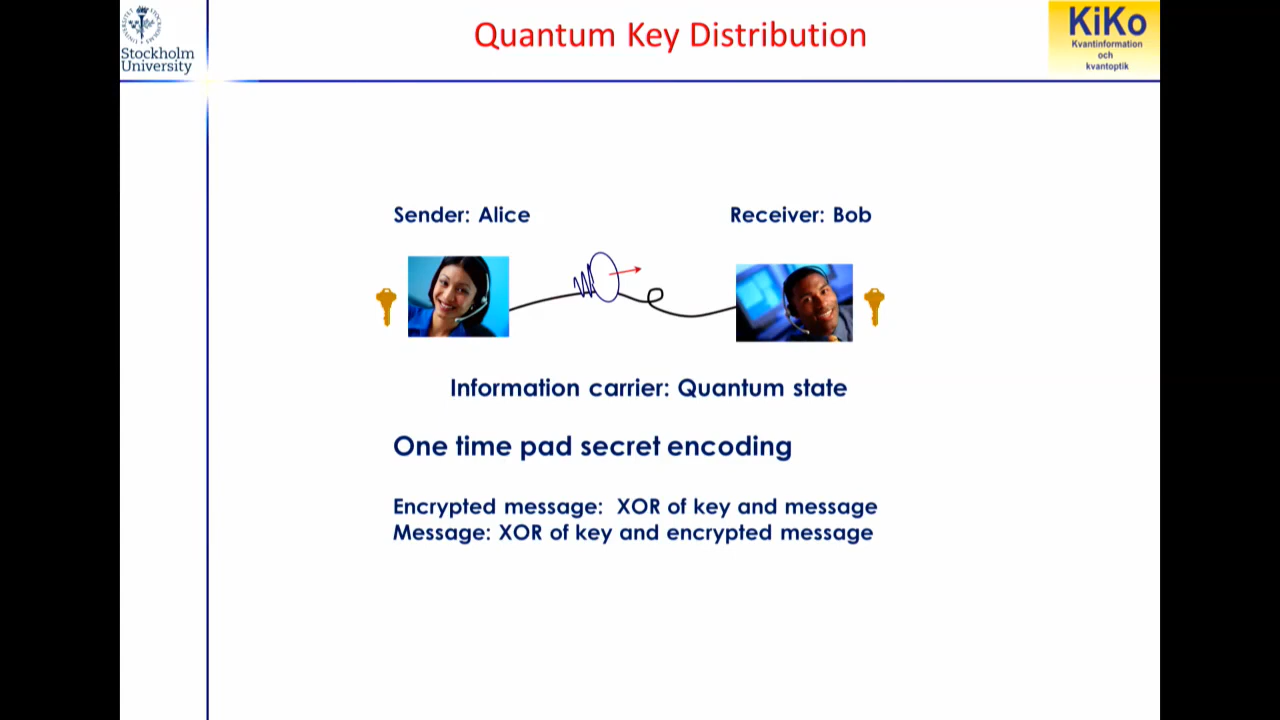 Stockholm
University
Quantum Key Distribution
KiKo
Kvantinformation
och
kvantoptik
Sender: Alice
Receiver: Bob
Information carrier: Quantum state
One time pad secret encoding
Encrypted message: XOR of key and message
Message: XOR of key and encrypted message